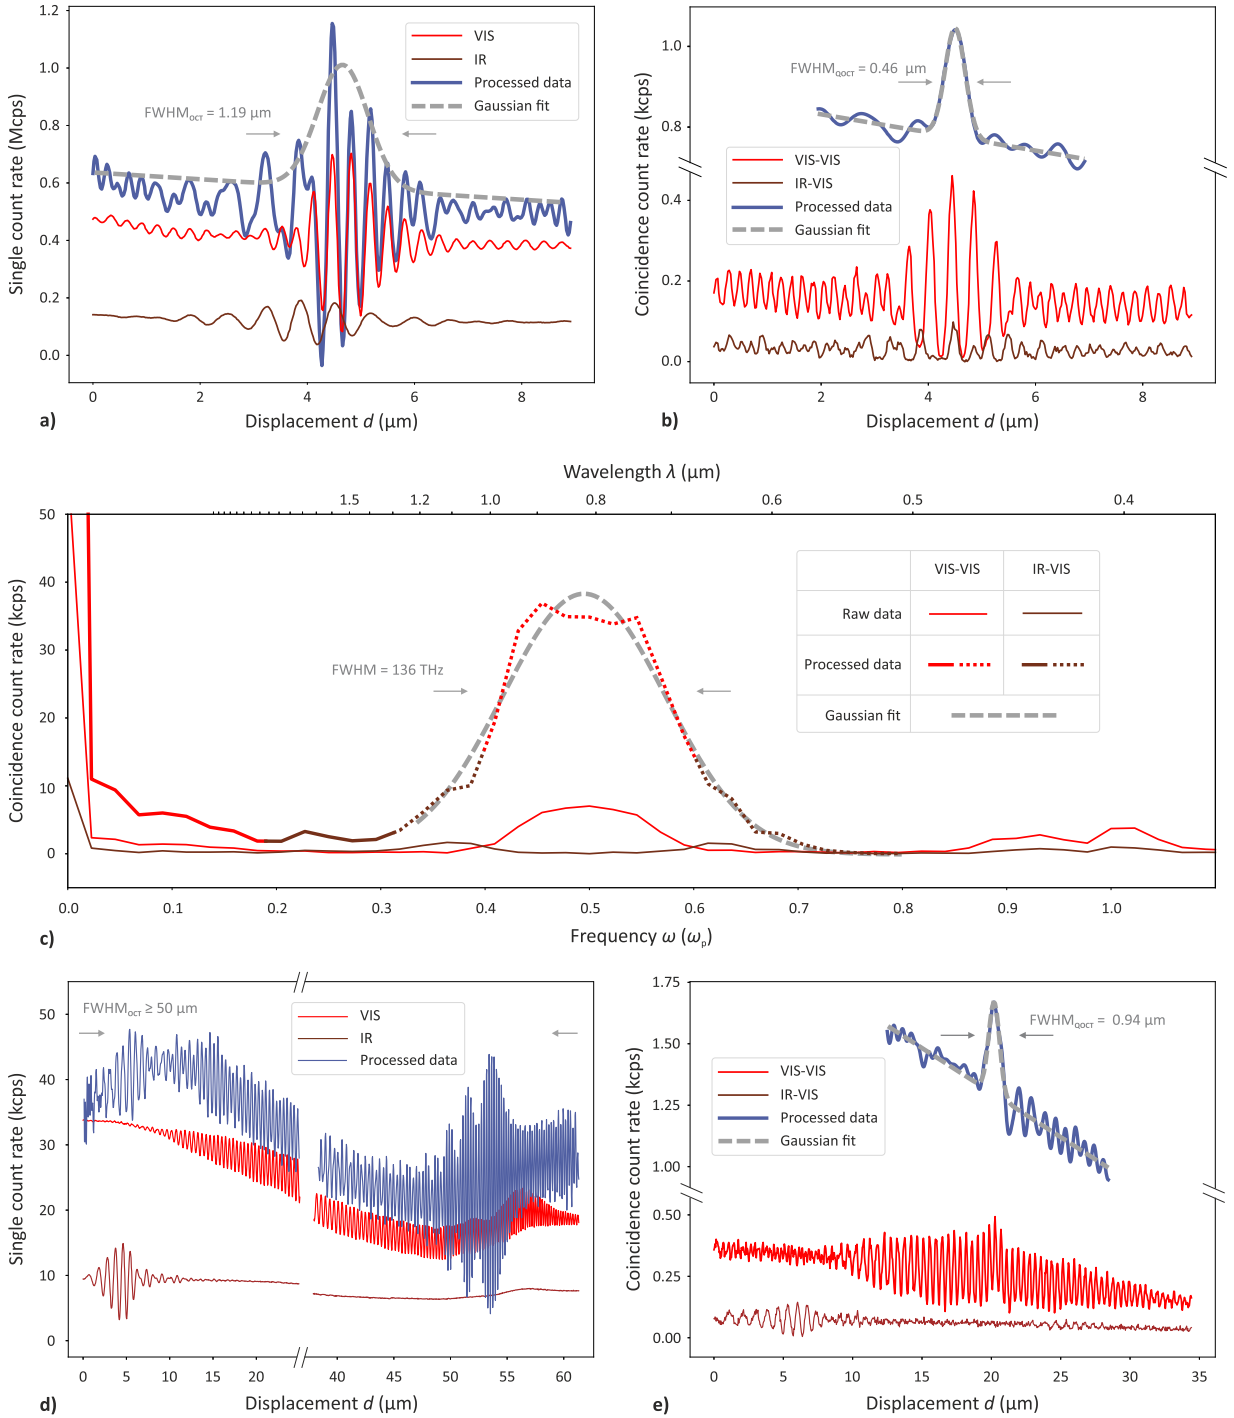 1.2
1.0
0.8
0.6
0.4
0.2
0.0
Single count rate (Mcps)
VIS
IR
Processed data
Gaussian fit
FWHM_OCT = 1.19 µm
0 2 4 6 8
Displacement d (µm)
a)
1.0
0.8
0.4
0.2
0.0
Coincidence count rate (kcps)
FWHM_QOCT = 0.46 µm
VIS-VIS
IR-VIS
Processed data
Gaussian fit
0 2 4 6 8
Displacement d (µm)
b)
Wavelength λ (µm)
1.5 1.2 1.0 0.8 0.6 0.5 0.4
50
40
30
20
10
0
Coincidence count rate (kcps)
FWHM = 136 THz
VIS-VIS IR-VIS
Raw data
Processed data
Gaussian fit
0.0 0.1 0.2 0.3 0.4 0.5 0.6 0.7 0.8 0.9 1.0
Frequency ω (ωp)
c)
50
40
30
20
10
0
Single count rate (kcps)
FWHM_OCT ≥ 50 µm
VIS
IR
Processed data
0 5 10 15 20 40 45 50 55 60
Displacement d (µm)
d)
1.75
1.50
1.25
1.00
0.50
0.25
0.00
Coincidence count rate (kcps)
FWHM_QOCT = 0.94 µm
VIS-VIS
IR-VIS
Processed data
Gaussian fit
0 5 10 15 20 25 30 35
Displacement d (µm)
e)